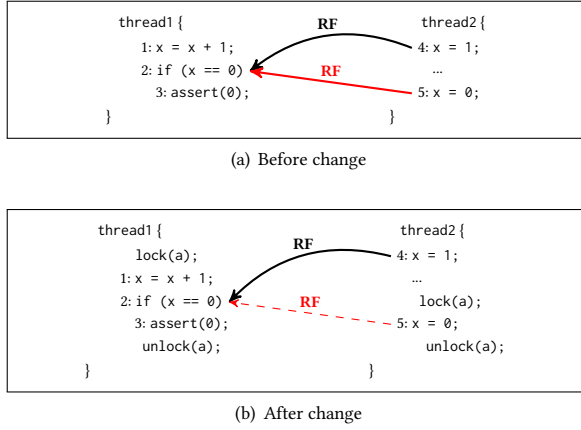 thread1 {
RF
thread2 {
1: x = x + 1;
4: x = 1;
2: if (x == 0)
RF
...
3: assert(0);
5: x = 0;
}
}
(a) Before change
thread1 {
RF
thread2 {
lock(a);
4: x = 1;
1: x = x + 1;
...
2: if (x == 0)
RF
lock(a);
3: assert(0);
5: x = 0;
unlock(a);
unlock(a);
}
}
(b) After change